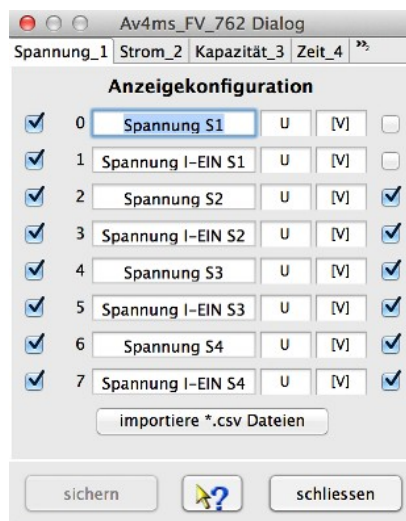 Av4ms_FV_762 Dialog
Spannung_1 Strom_2 Kapazität_3 Zeit_4 »₂
Anzeigekonfiguration
0 Spannung S1 U [V]
1 Spannung I-EIN S1 U [V]
2 Spannung S2 U [V]
3 Spannung I-EIN S2 U [V]
4 Spannung S3 U [V]
5 Spannung I-EIN S3 U [V]
6 Spannung S4 U [V]
7 Spannung I-EIN S4 U [V]
importiere *.csv Dateien
sichern ? schliessen